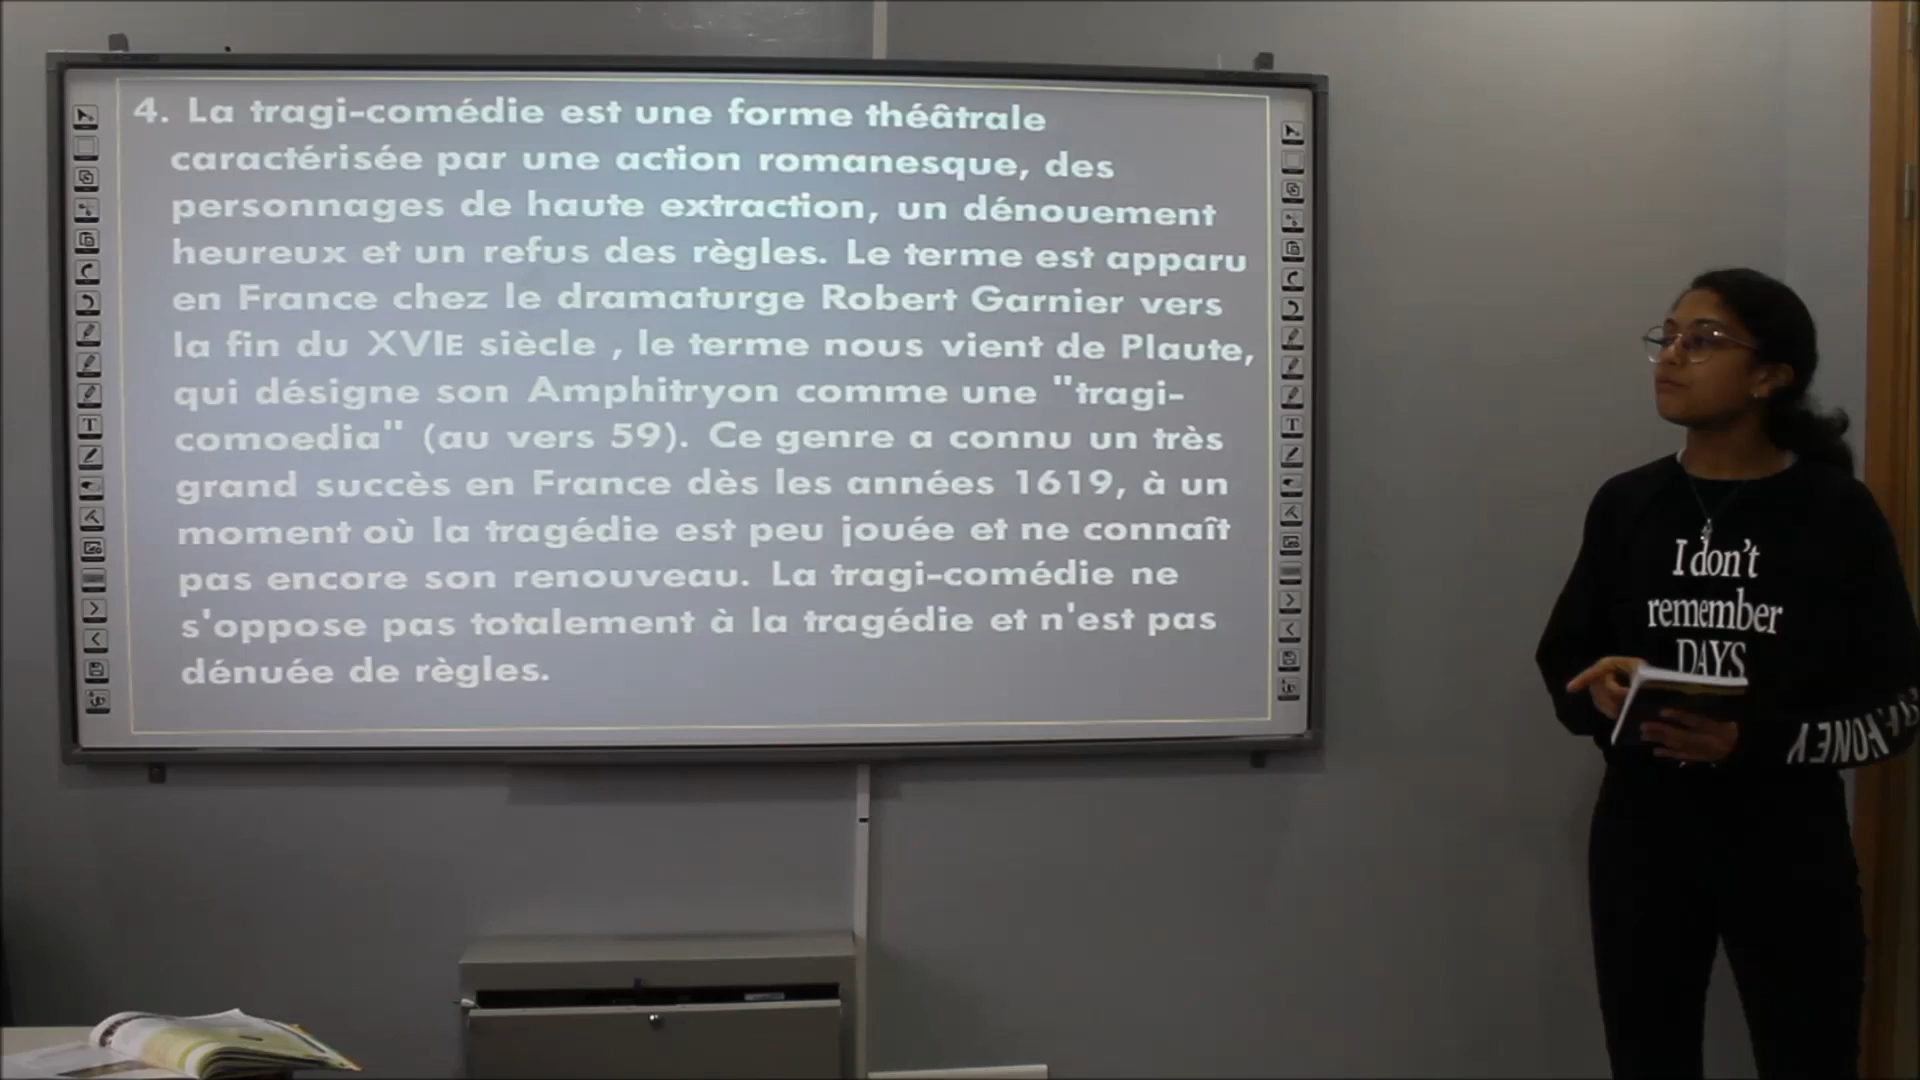 4. La tragi-comédie est une forme théâtrale
caractérisée par une action romanesque, des
personnages de haute extraction, un dénouement
heureux et un refus des règles. Le terme est apparu
en France chez le dramaturge Robert Garnier vers
la fin du XVIE siècle , le terme nous vient de Plaute,
qui désigne son Amphitryon comme une "tragi-
comoedia" (au vers 59). Ce genre a connu un très
grand succès en France dès les années 1619, à un
moment où la tragédie est peu jouée et ne connaît
pas encore son renouveau. La tragi-comédie ne
s'oppose pas totalement à la tragédie et n'est pas
dénuée de règles.
I don't
remember
DAYS
HONEY